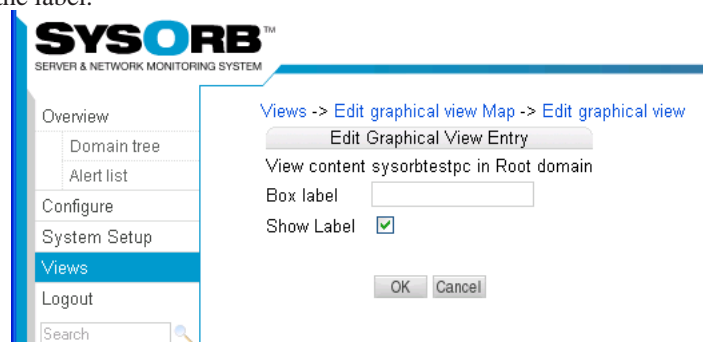 the label.
SYSORB™
SERVER & NETWORK MONITORING SYSTEM
Overview
Domain tree
Alert list
Configure
System Setup
Views
Logout
Search
Views -> Edit graphical view Map -> Edit graphical view
Edit Graphical View Entry
View content sysorbtestpc in Root domain
Box label
Show Label
OK Cancel